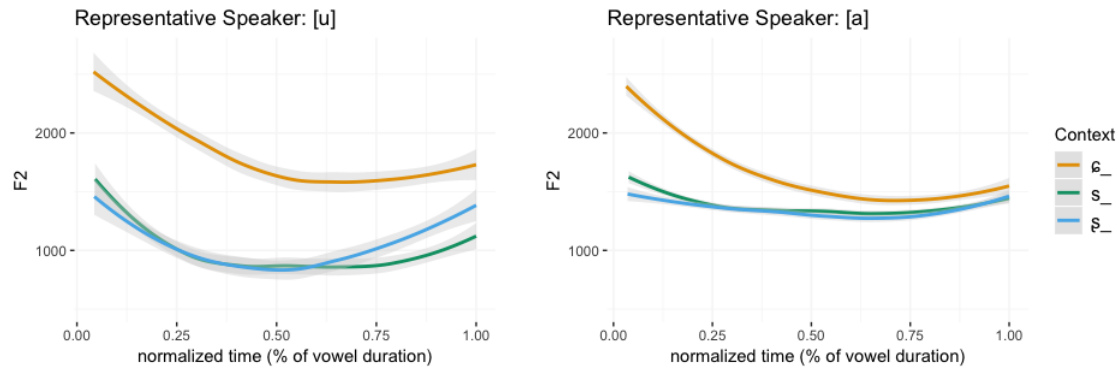 Representative Speaker: [u]
F2
2000
1000
0.00 0.25 0.50 0.75 1.00
normalized time (% of vowel duration)
Representative Speaker: [a]
F2
2000
1000
0.00 0.25 0.50 0.75 1.00
normalized time (% of vowel duration)
Context
ɕ_
s_
ʂ_